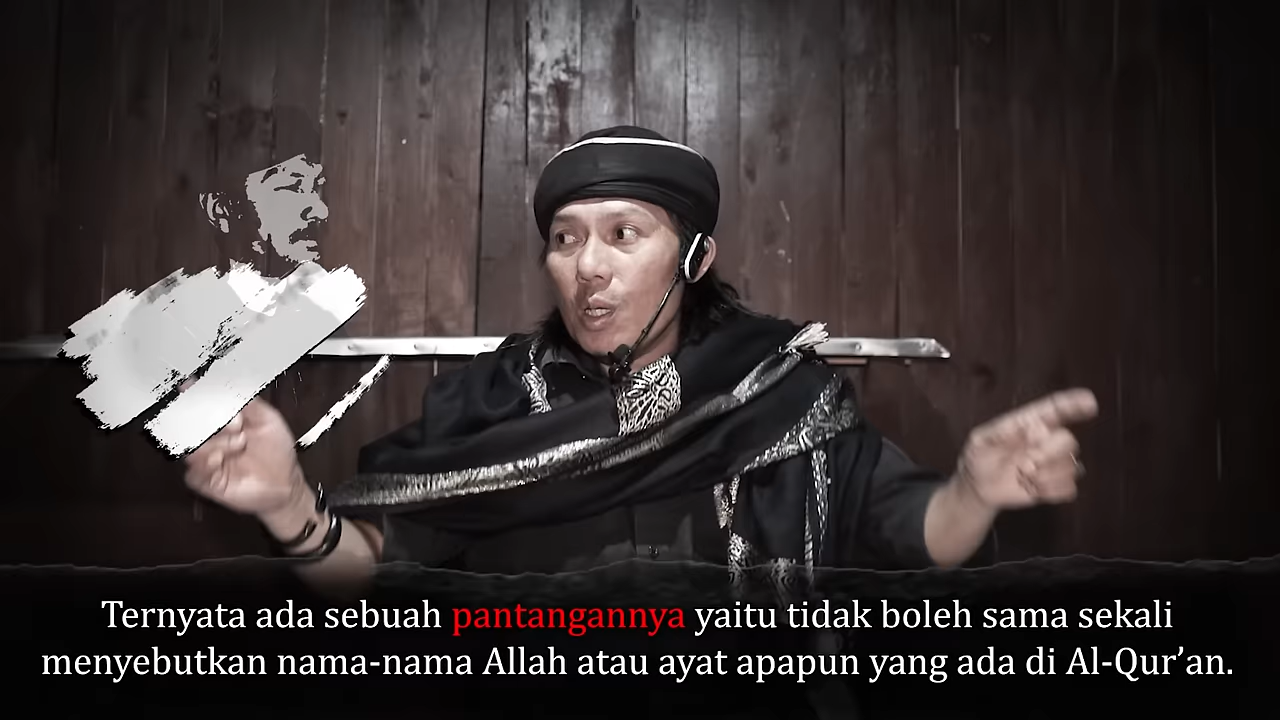 Ternyata ada sebuah pantangannya yaitu tidak boleh sama sekali
menyebutkan nama-nama Allah atau ayat apapun yang ada di Al-Qur’an.